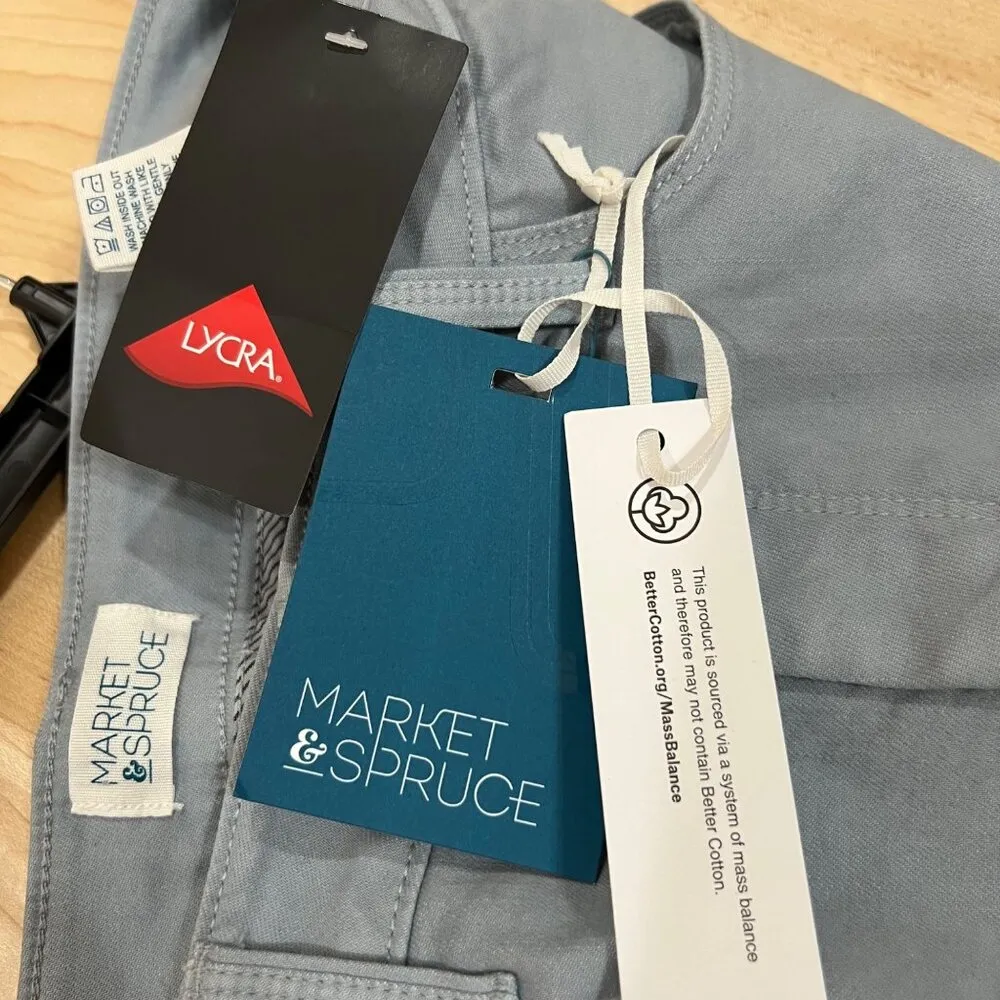 WASH INSIDE OUT
MACHINE WASH
WITH LIKE
GENTLE
LYCRA®
MARKET
& SPRUCE
MARKET
& SPRUCE
This product is sourced via a system of mass balance
and therefore may not contain Better Cotton.
BetterCotton.org/MassBalance